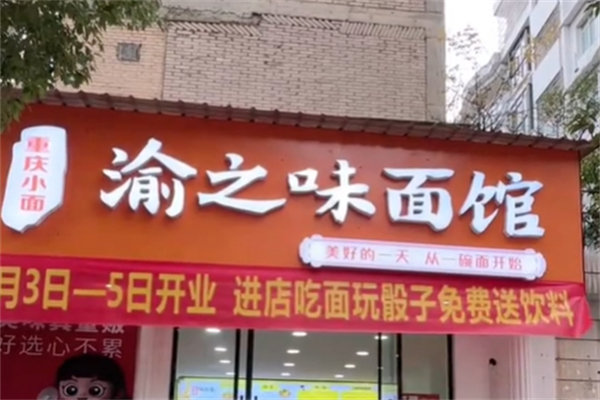 重庆小面
渝之味面馆
美好的一天 从一碗面开始
月3日—5日开业 进店吃面玩骰子免费送饮料
好选心不累